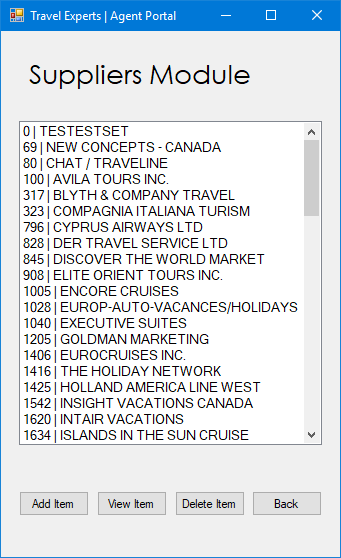 Travel Experts | Agent Portal
Suppliers Module
0 | TESTESTSET
69 | NEW CONCEPTS - CANADA
80 | CHAT / TRAVELINE
100 | AVILA TOURS INC.
317 | BLYTH & COMPANY TRAVEL
323 | COMPAGNIA ITALIANA TURISM
796 | CYPRUS AIRWAYS LTD
828 | DER TRAVEL SERVICE LTD
845 | DISCOVER THE WORLD MARKET
908 | ELITE ORIENT TOURS INC.
1005 | ENCORE CRUISES
1028 | EUROP-AUTO-VACANCES/HOLIDAYS
1040 | EXECUTIVE SUITES
1205 | GOLDMAN MARKETING
1406 | EUROCRUISES INC.
1416 | THE HOLIDAY NETWORK
1425 | HOLLAND AMERICA LINE WEST
1542 | INSIGHT VACATIONS CANADA
1620 | INTAIR VACATIONS
1634 | ISLANDS IN THE SUN CRUISE
Add Item View Item Delete Item Back